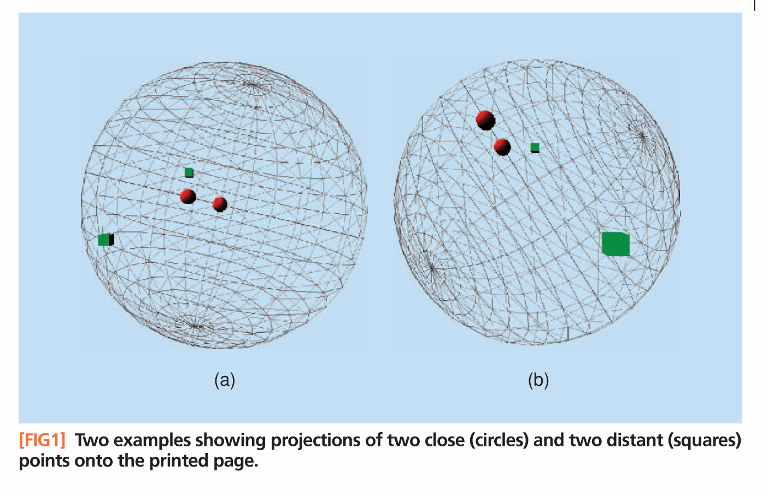 (a)
(b)
[FIG1] Two examples showing projections of two close (circles) and two distant (squares)
points onto the printed page.